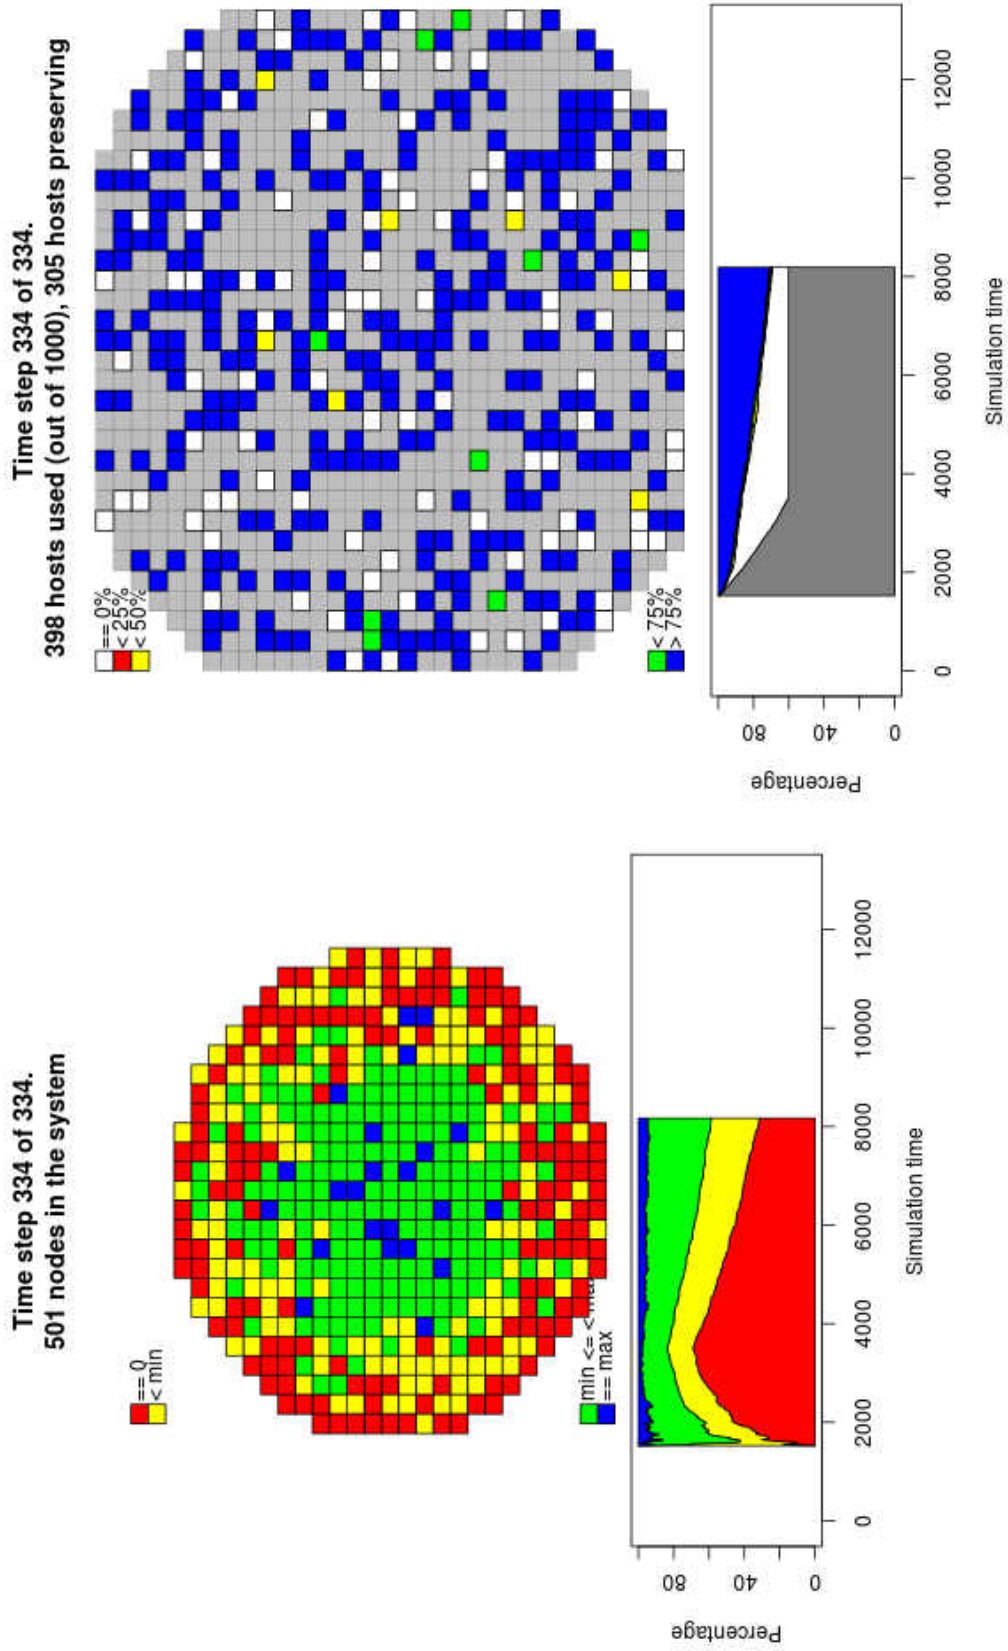 Time step 334 of 334.
501 nodes in the system
== 0
< min
min <= <
== max
Percentage
0
40
80
0
2000
4000
6000
8000
10000
12000
Simulation time
Time step 334 of 334.
398 hosts used (out of 1000), 305 hosts preserving
== 0%
< 25%
< 50%
< 75%
> 75%
Percentage
0
40
80
0
2000
4000
6000
8000
10000
12000
Simulation time